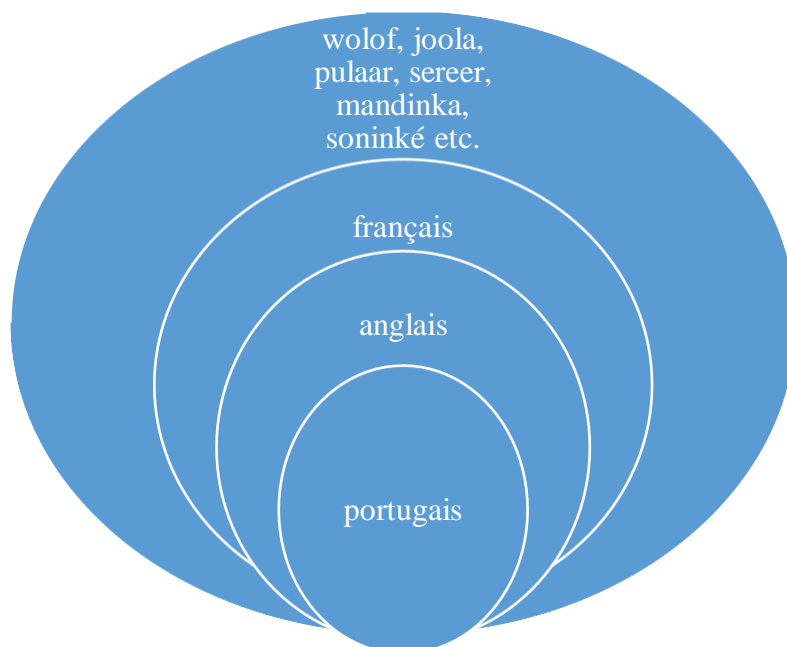 wolof, joola,
pulaar, sereer,
mandinka,
soninké etc.
français
anglais
portugais